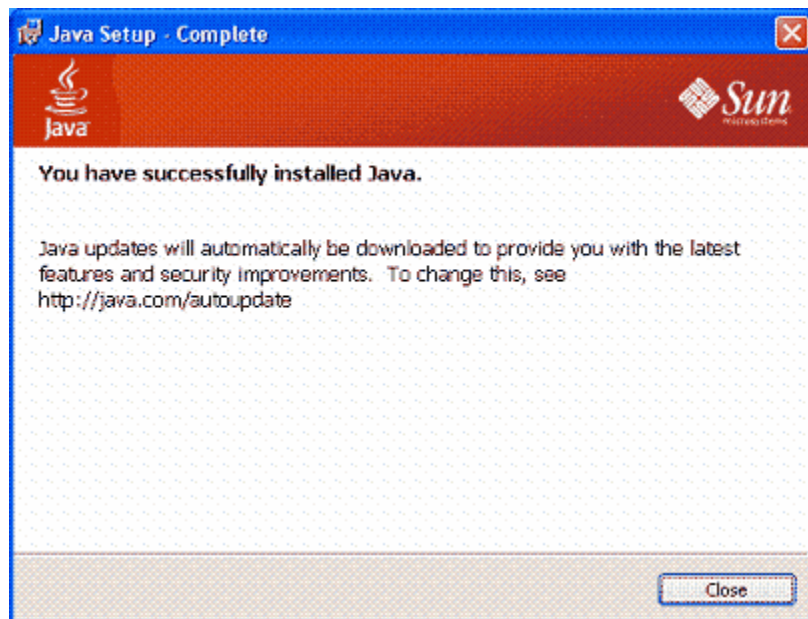 Java Setup - Complete
Java
Sun
microsystems
You have successfully installed Java.
Java updates will automatically be downloaded to provide you with the latest
features and security improvements.  To change this, see
http://java.com/autoupdate
Close